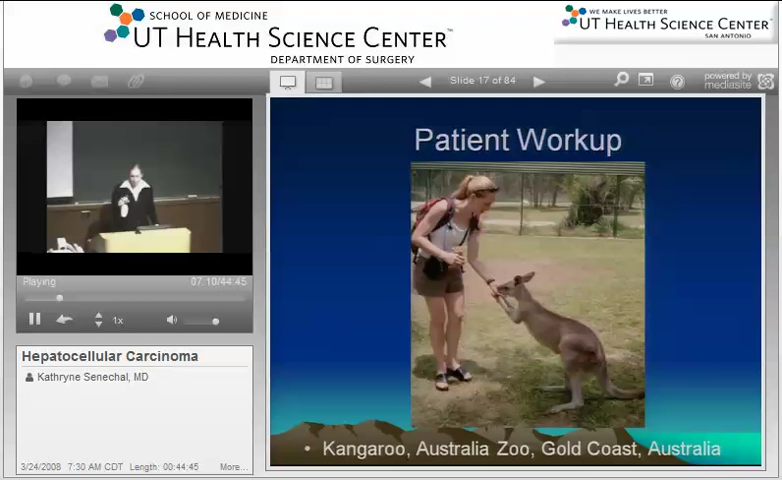 SCHOOL OF MEDICINE
UT HEALTH SCIENCE CENTER™
DEPARTMENT OF SURGERY
WE MAKE LIVES BETTER
UT HEALTH SCIENCE CENTER
SAN ANTONIO
Slide 17 of 84
powered by
mediasite
Playing
07:10/44:45
1x
Hepatocellular Carcinoma
Kathryne Senechal, MD
3/24/2008 7:30 AM CDT Length: 00:44:45 More...
Patient Workup
• Kangaroo, Australia Zoo, Gold Coast, Australia